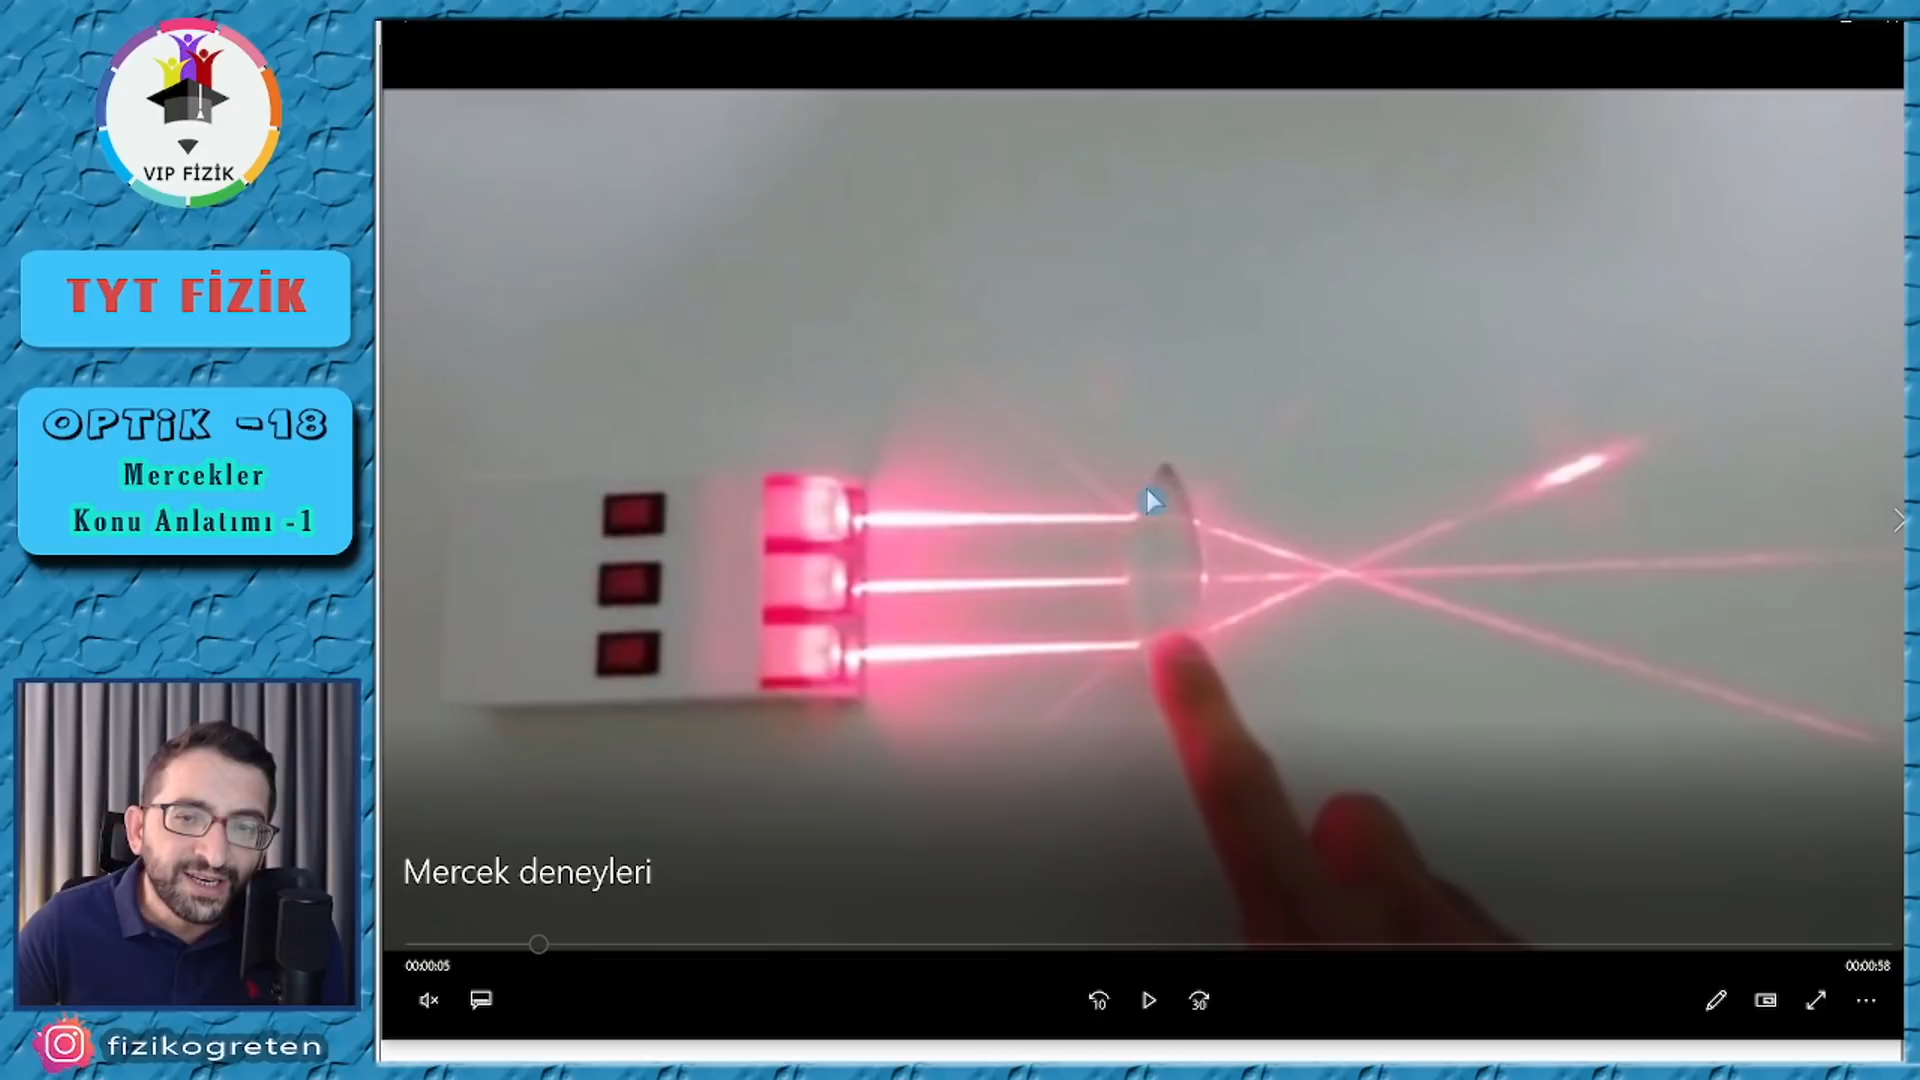 VIP FİZİK
TYT FİZİK
OPTiK -18
Mercekler
Konu Anlatımı -1
fizikogreten
Mercek deneyleri
00:00:05
00:00:58
10
30